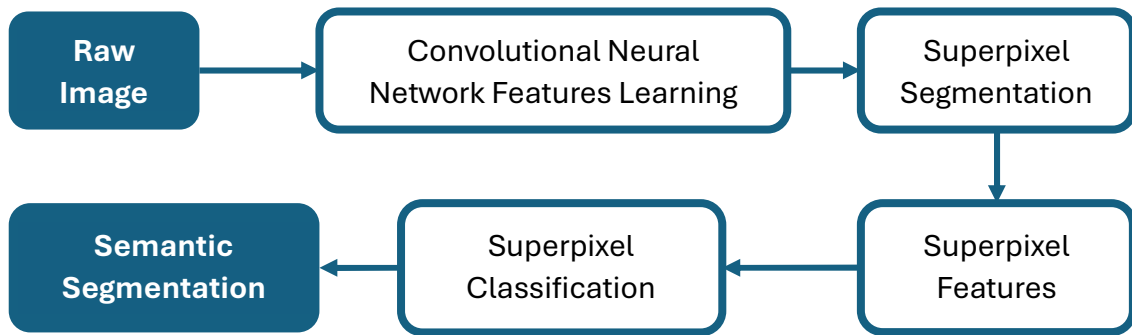 Raw
Image
Convolutional Neural
Network Features Learning
Superpixel
Segmentation
Superpixel
Features
Superpixel
Classification
Semantic
Segmentation